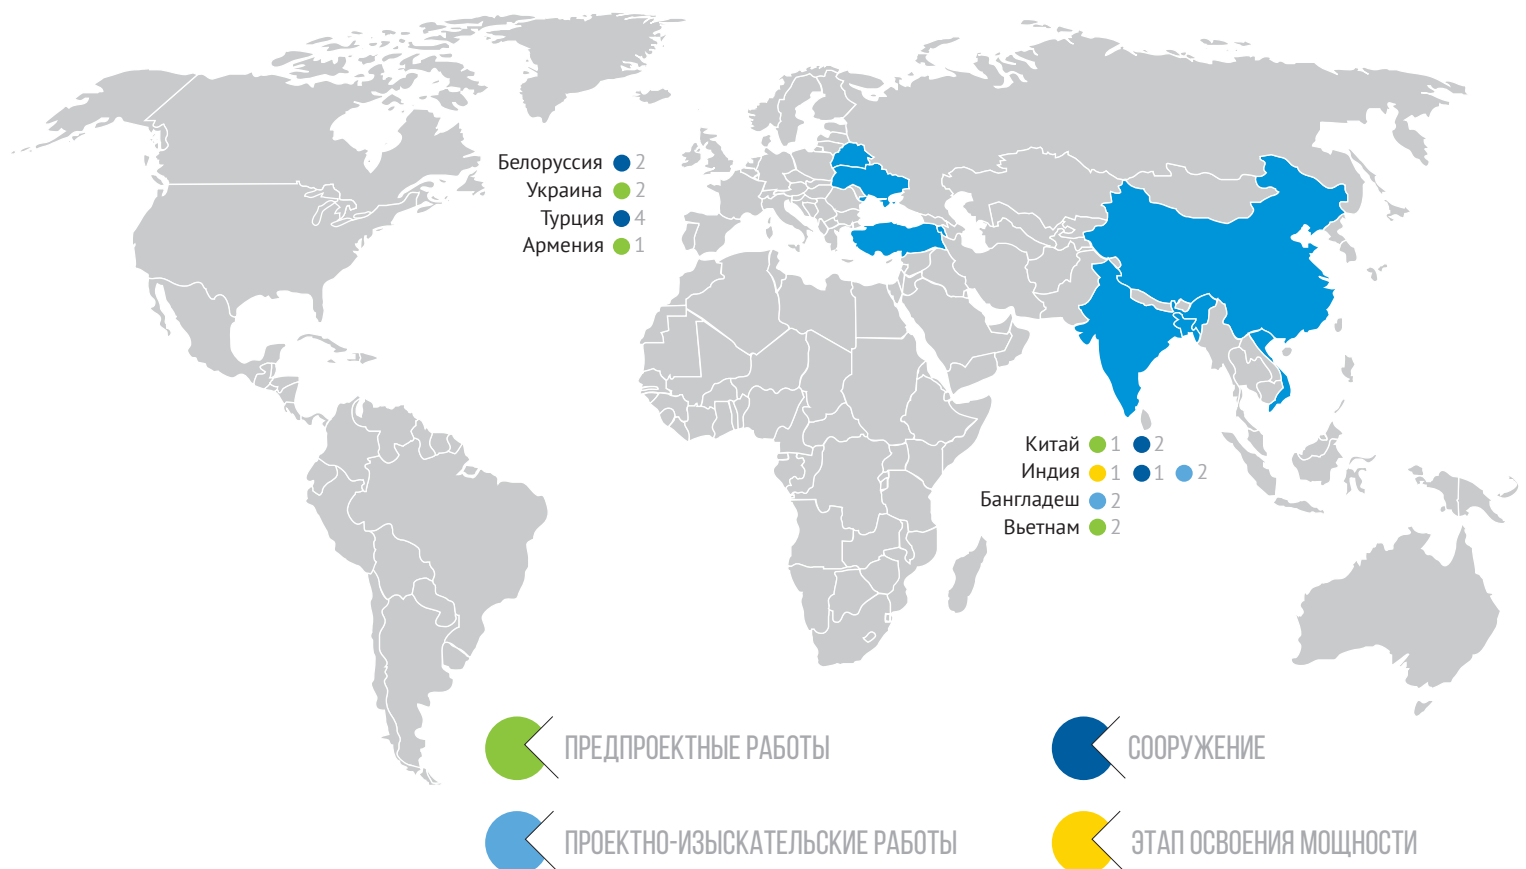 Белоруссия 2
Украина 2
Турция 4
Армения 1
Китай 1 2
Индия 1 1 2
Бангладеш 2
Вьетнам 2
ПРЕДПРОЕКТНЫЕ РАБОТЫ
СООРУЖЕНИЕ
ПРОЕКТНО-ИЗЫСКАТЕЛЬСКИЕ РАБОТЫ
ЭТАП ОСВОЕНИЯ МОЩНОСТИ